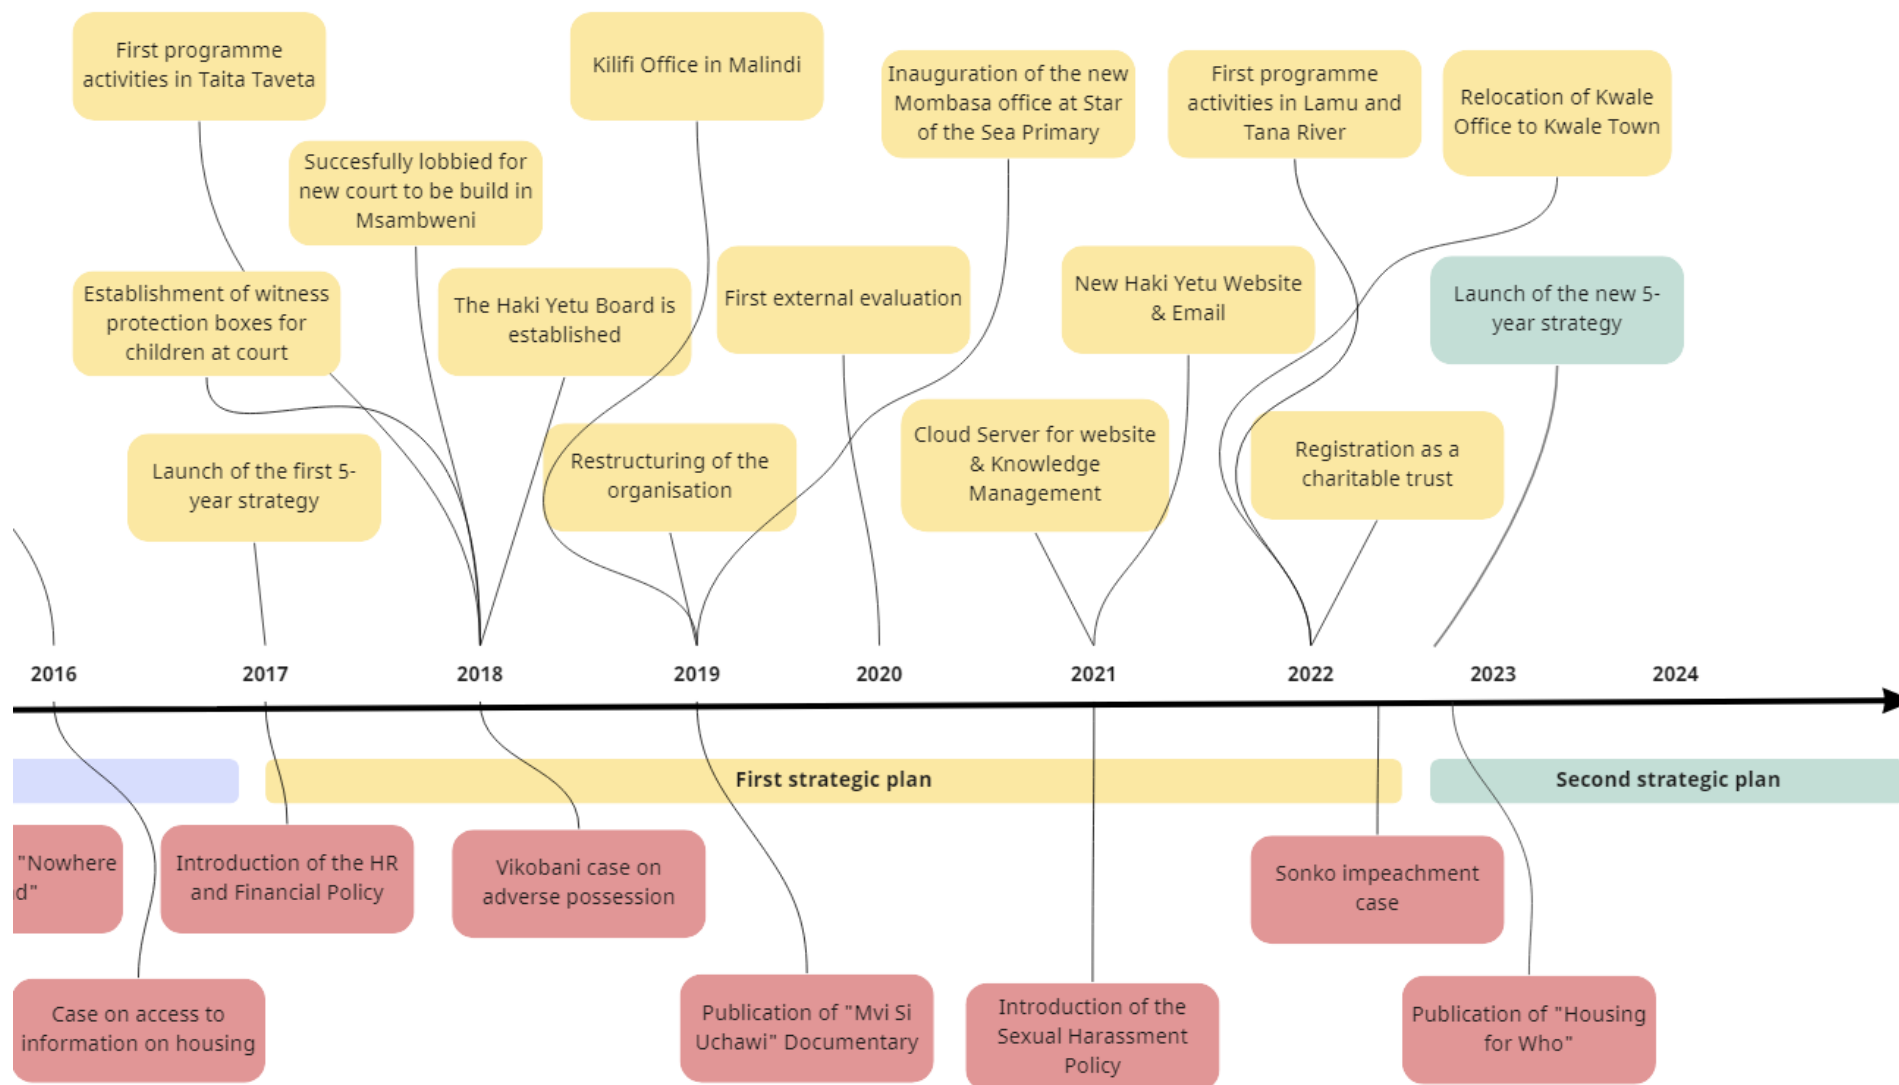 First programme
activities in Taita Taveta
Kilifi Office in Malindi
Inauguration of the new
Mombasa office at Star
of the Sea Primary
First programme
activities in Lamu and
Tana River
Relocation of Kwale
Office to Kwale Town
Succesfully lobbied for
new court to be build in
Msambweni
Establishment of witness
protection boxes for
children at court
The Haki Yetu Board is
established
First external evaluation
New Haki Yetu Website
& Email
Launch of the new 5-
year strategy
Launch of the first 5-
year strategy
Restructuring of the
organisation
Cloud Server for website
& Knowledge
Management
Registration as a
charitable trust
2016
2017
2018
2019
2020
2021
2022
2023
2024
First strategic plan
Second strategic plan
"Nowhere
d"
Introduction of the HR
and Financial Policy
Vikobani case on
adverse possession
Sonko impeachment
case
Case on access to
information on housing
Publication of "Mvi Si
Uchawi" Documentary
Introduction of the
Sexual Harassment
Policy
Publication of "Housing
for Who"